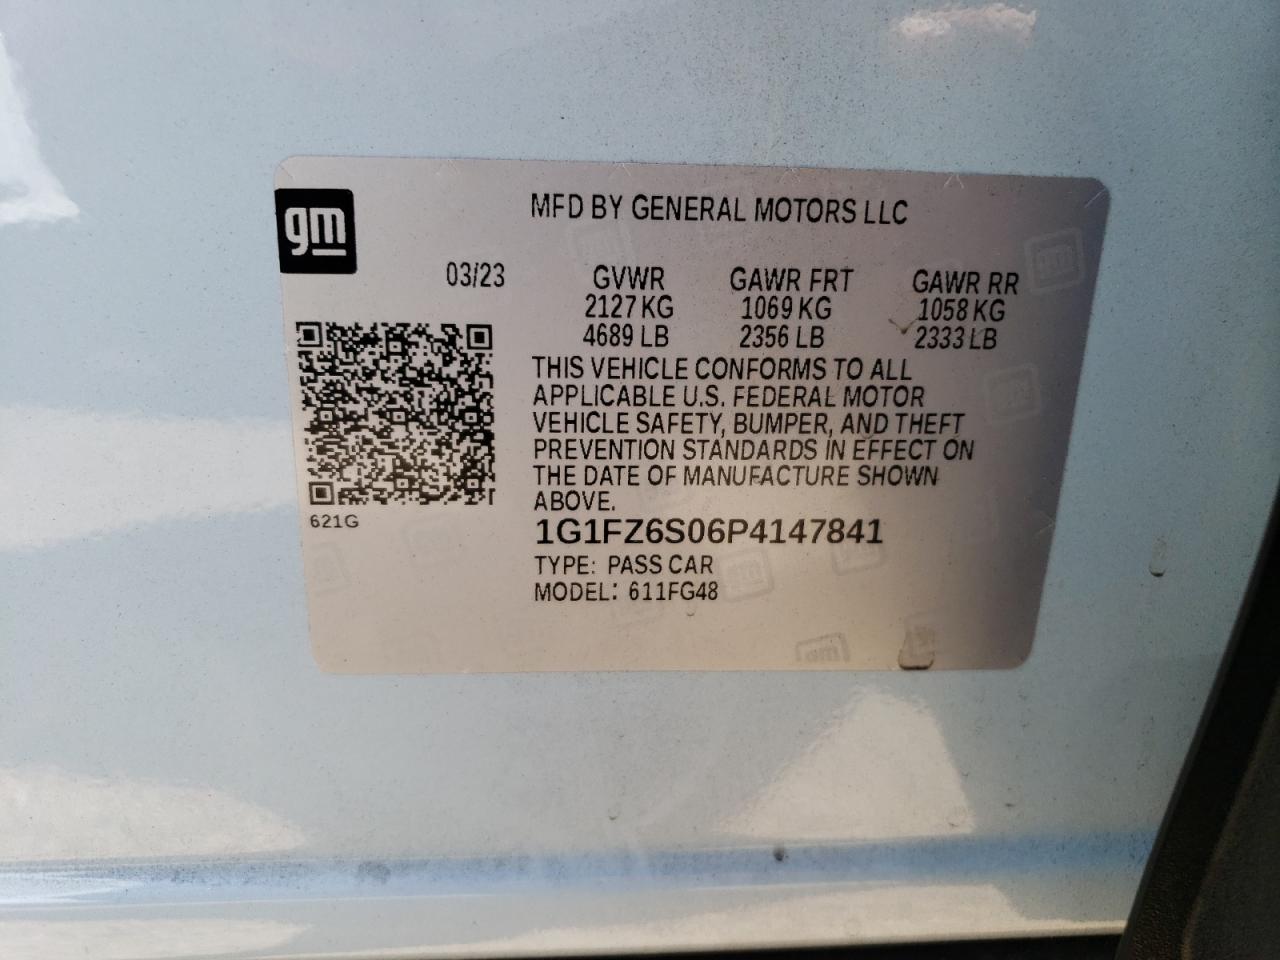 gm
MFD BY GENERAL MOTORS LLC
03/23 GVWR GAWR FRT GAWR RR
2127 KG 1069 KG 1058 KG
4689 LB 2356 LB 2333 LB
THIS VEHICLE CONFORMS TO ALL
APPLICABLE U.S. FEDERAL MOTOR
VEHICLE SAFETY, BUMPER, AND THEFT
PREVENTION STANDARDS IN EFFECT ON
THE DATE OF MANUFACTURE SHOWN
ABOVE.
621G
1G1FZ6S06P4147841
TYPE: PASS CAR
MODEL: 611FG48
gm